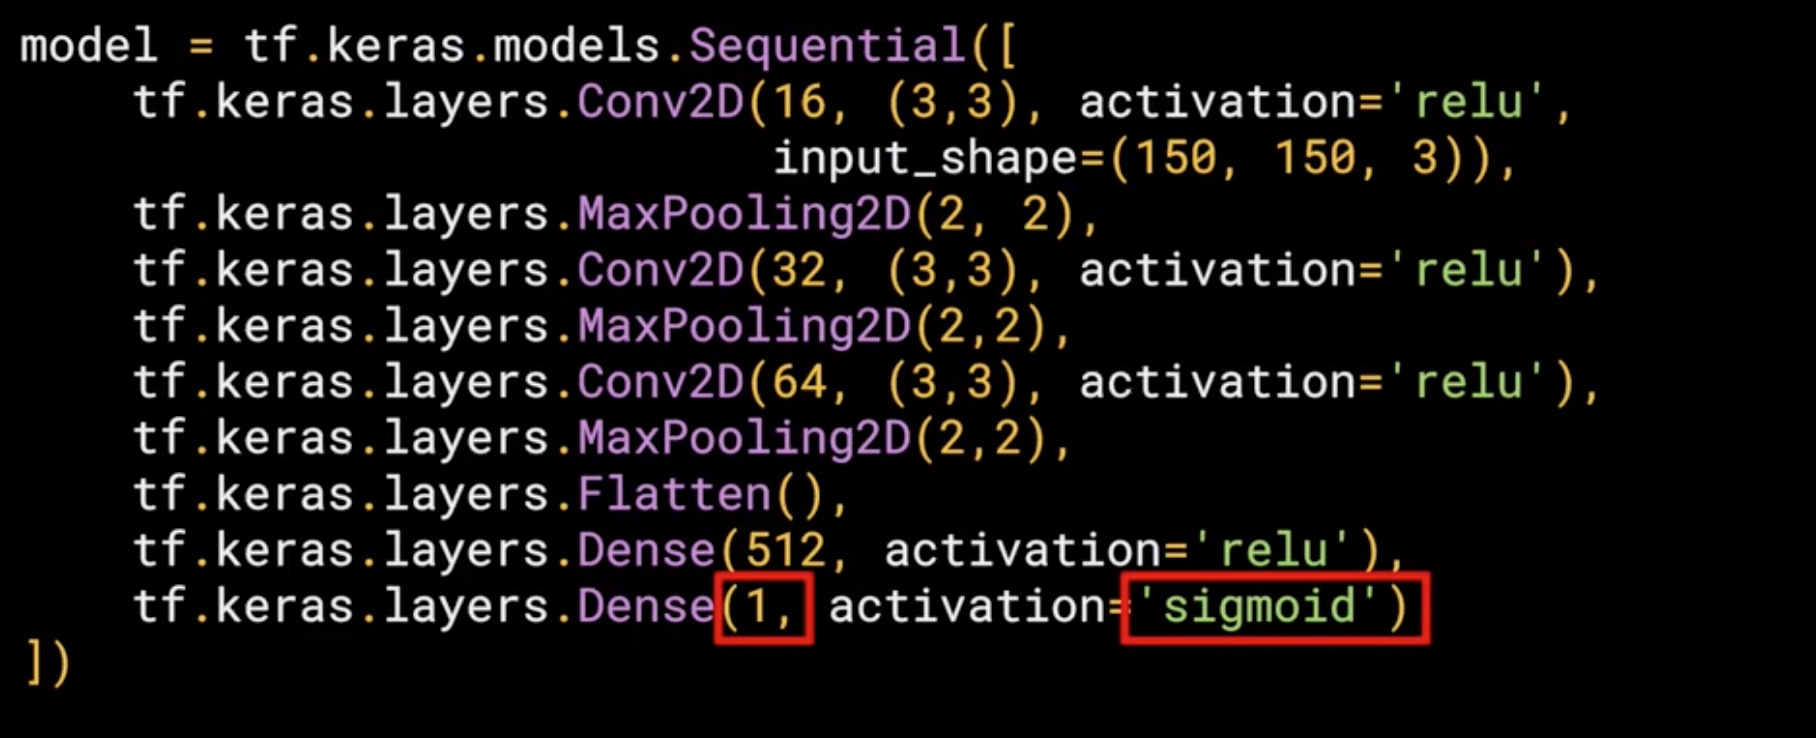 model = tf.keras.models.Sequential([
    tf.keras.layers.Conv2D(16, (3,3), activation='relu',
                           input_shape=(150, 150, 3)),
    tf.keras.layers.MaxPooling2D(2, 2),
    tf.keras.layers.Conv2D(32, (3,3), activation='relu'),
    tf.keras.layers.MaxPooling2D(2,2),
    tf.keras.layers.Conv2D(64, (3,3), activation='relu'),
    tf.keras.layers.MaxPooling2D(2,2),
    tf.keras.layers.Flatten(),
    tf.keras.layers.Dense(512, activation='relu'),
    tf.keras.layers.Dense(1, activation='sigmoid')
])